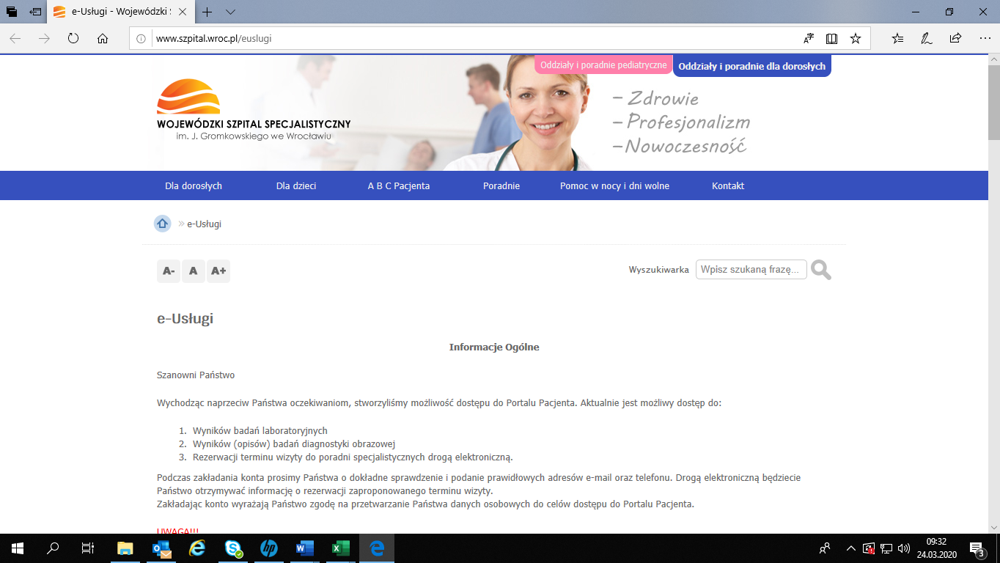 e-Usługi - Wojewódzki S
www.szpital.wroc.pl/euslugi
Oddziały i poradnie pediatryczne
Oddziały i poradnie dla dorosłych
WOJEWÓDZKI SZPITAL SPECJALISTYCZNY
im. J. Gromkowskiego we Wrocławiu
– Zdrowie
– Profesjonalizm
– Nowoczesność
Dla dorosłych
Dla dzieci
A B C Pacjenta
Poradnie
Pomoc w nocy i dni wolne
Kontakt
» e-Usługi
A- A A+
Wyszukiwarka
Wpisz szukaną frazę...
e-Usługi
Informacje Ogólne
Szanowni Państwo
Wychodząc naprzeciw Państwa oczekiwaniom, stworzyliśmy możliwość dostępu do Portalu Pacjenta. Aktualnie jest możliwy dostęp do:
1. Wyników badań laboratoryjnych
2. Wyników (opisów) badań diagnostyki obrazowej
3. Rezerwacji terminu wizyty do poradni specjalistycznych drogą elektroniczną.
Podczas zakładania konta prosimy Państwa o dokładne sprawdzenie i podanie prawidłowych adresów e-mail oraz telefonu. Drogą elektroniczną będziecie
Państwo otrzymywać informację o rezerwacji zaproponowanego terminu wizyty.
Zakładając konto wyrażają Państwo zgodę na przetwarzanie Państwa danych osobowych do celów dostępu do Portalu Pacjenta.
UWAGA!!!
09:32
24.03.2020
3